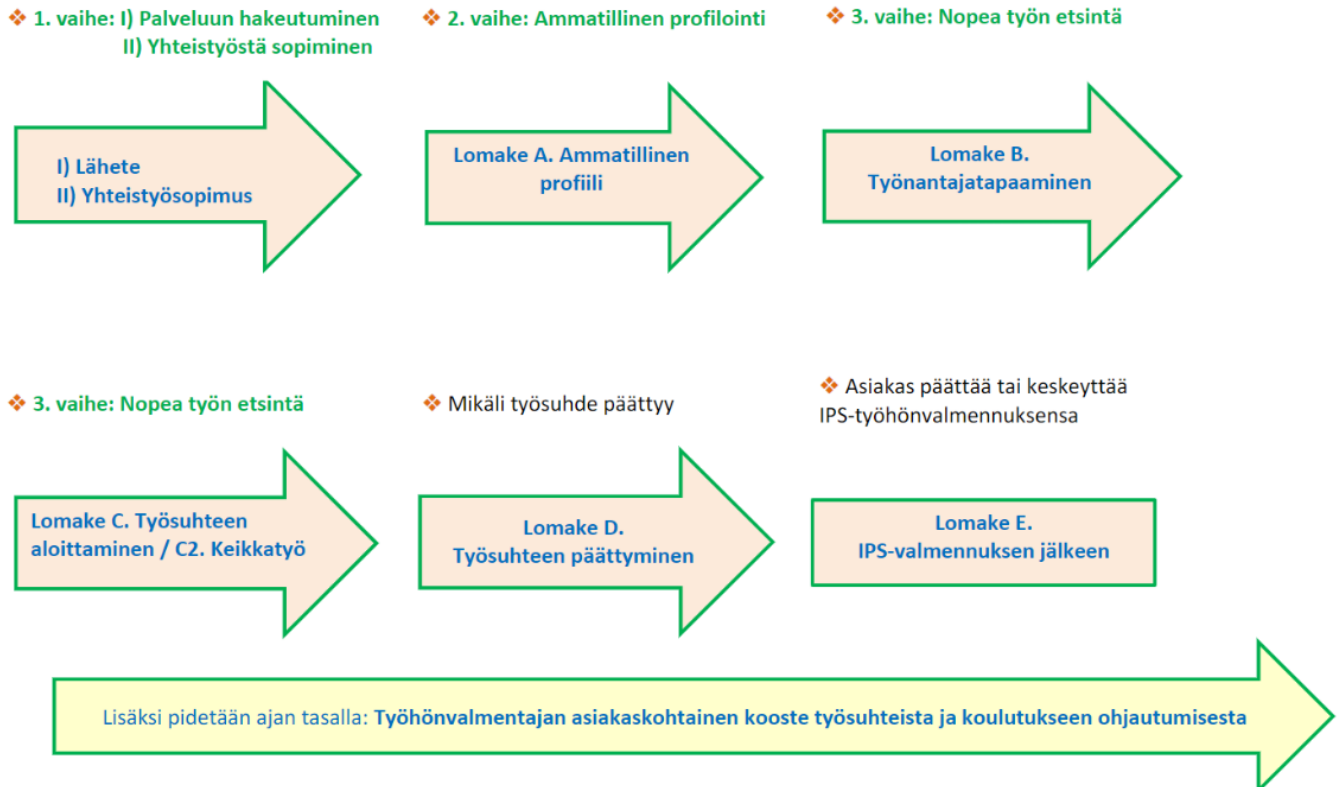 ❖ 1. vaihe: I) Palveluun hakeutuminen
II) Yhteistyöstä sopiminen
I) Lähete
II) Yhteistyösopimus
❖ 2. vaihe: Ammatillinen profilointi
Lomake A. Ammatillinen
profiili
❖ 3. vaihe: Nopea työn etsintä
Lomake B.
Työnantajatapaaminen
❖ 3. vaihe: Nopea työn etsintä
Lomake C. Työsuhteen
aloittaminen / C2. Keikkatyö
❖ Mikäli työsuhde päättyy
Lomake D.
Työsuhteen päättyminen
❖ Asiakas päättää tai keskeyttää
IPS-työhönvalmennuksensa
Lomake E.
IPS-valmennuksen jälkeen
Lisäksi pidetään ajan tasalla: Työhönvalmentajan asiakaskohtainen kooste työsuhteista ja koulutukseen ohjautumisesta